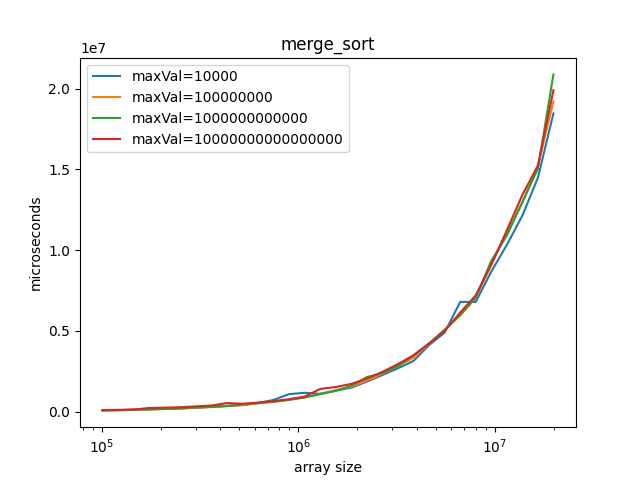 merge_sort
1e7
maxVal=10000
maxVal=100000000
maxVal=1000000000000
maxVal=10000000000000000
2.0
1.5
1.0
0.5
0.0
microseconds
10^5
10^6
10^7
array size